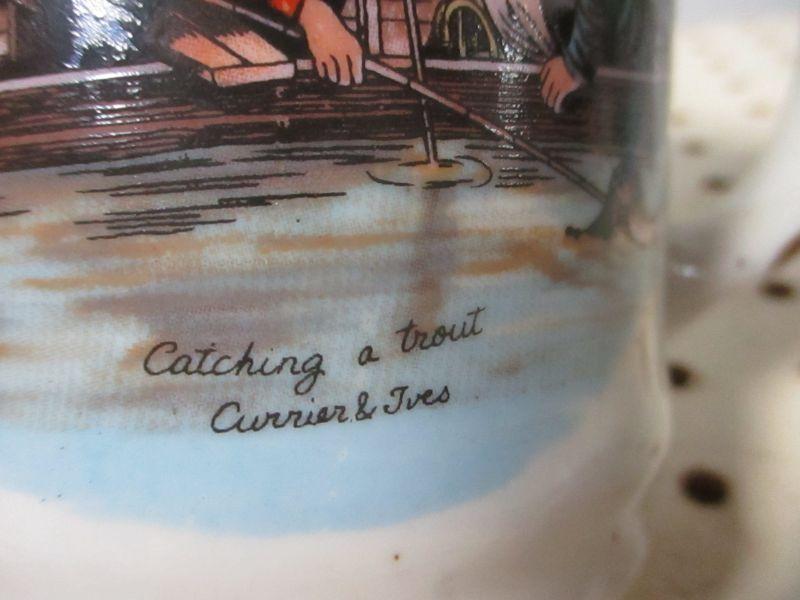 Catching a trout
Currier & Ives